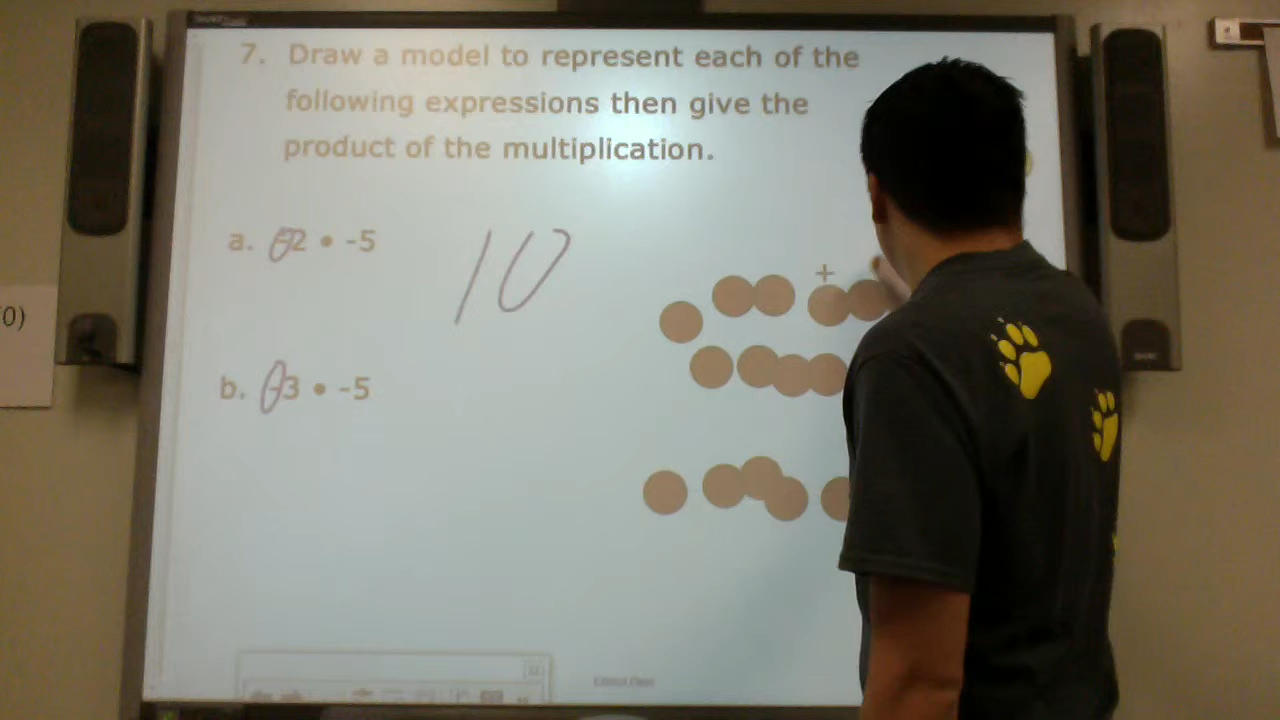 7. Draw a model to represent each of the
following expressions then give the
product of the multiplication.
a. -2 • -5
10
+
b. -3 • -5
0)